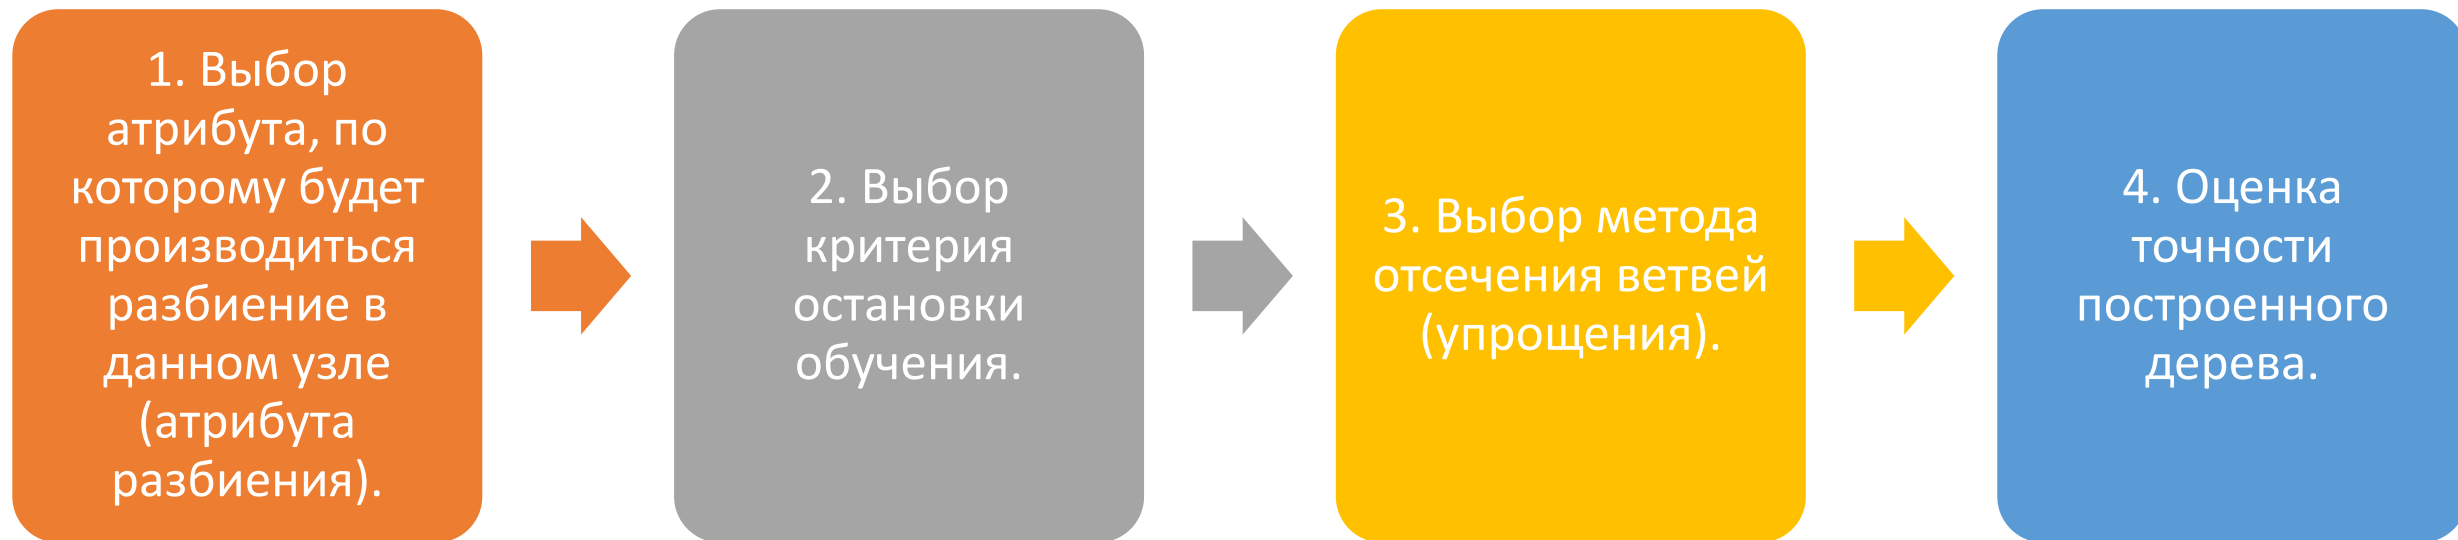 1. Выбор
атрибута, по
которому будет
производиться
разбиение в
данном узле
(атрибута
разбиения).
2. Выбор
критерия
остановки
обучения.
3. Выбор метода
отсечения ветвей
(упрощения).
4. Оценка
точности
построенного
дерева.